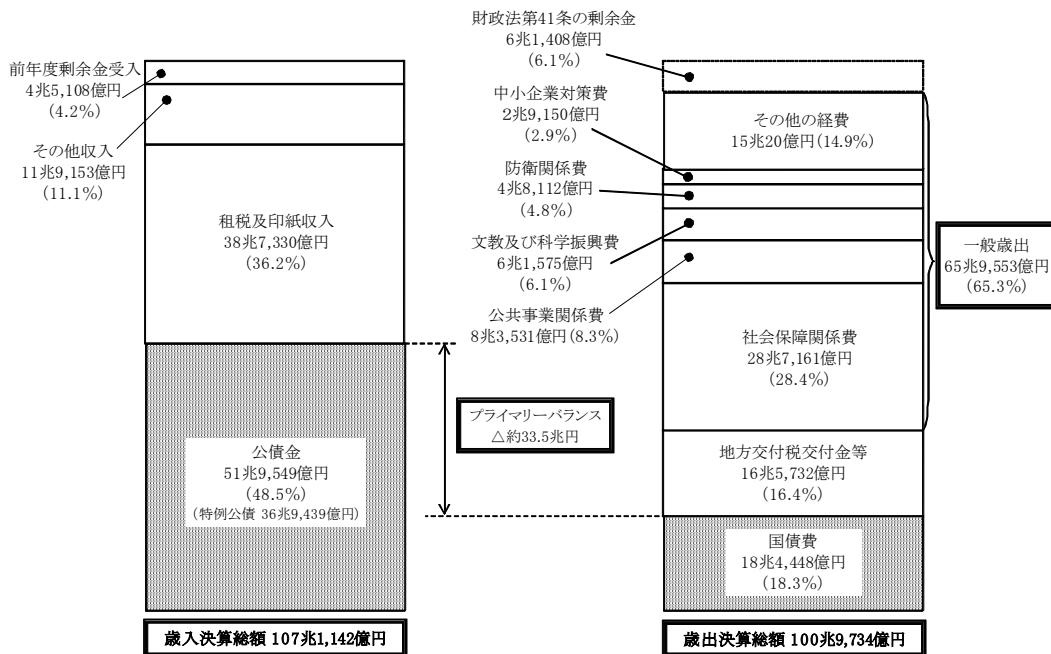 前年度剰余金受入
4兆5,108億円
(4.2%)
その他収入
11兆9,153億円
(11.1%)
租税及印紙収入
38兆7,330億円
(36.2%)
公債金
51兆9,549億円
(48.5%)
(特例公債 36兆9,439億円)
歳入決算総額 107兆1,142億円
プライマリーバランス
△約33.5兆円
財政法第41条の剰余金
6兆1,408億円
(6.1%)
中小企業対策費
2兆9,150億円
(2.9%)
防衛関係費
4兆8,112億円
(4.8%)
文教及び科学振興費
6兆1,575億円
(6.1%)
公共事業関係費
8兆3,531億円(8.3%)
その他の経費
15兆20億円(14.9%)
社会保障関係費
28兆7,161億円
(28.4%)
地方交付税交付金等
16兆5,732億円
(16.4%)
国債費
18兆4,448億円
(18.3%)
歳出決算総額 100兆9,734億円
一般歳出
65兆9,553億円
(65.3%)